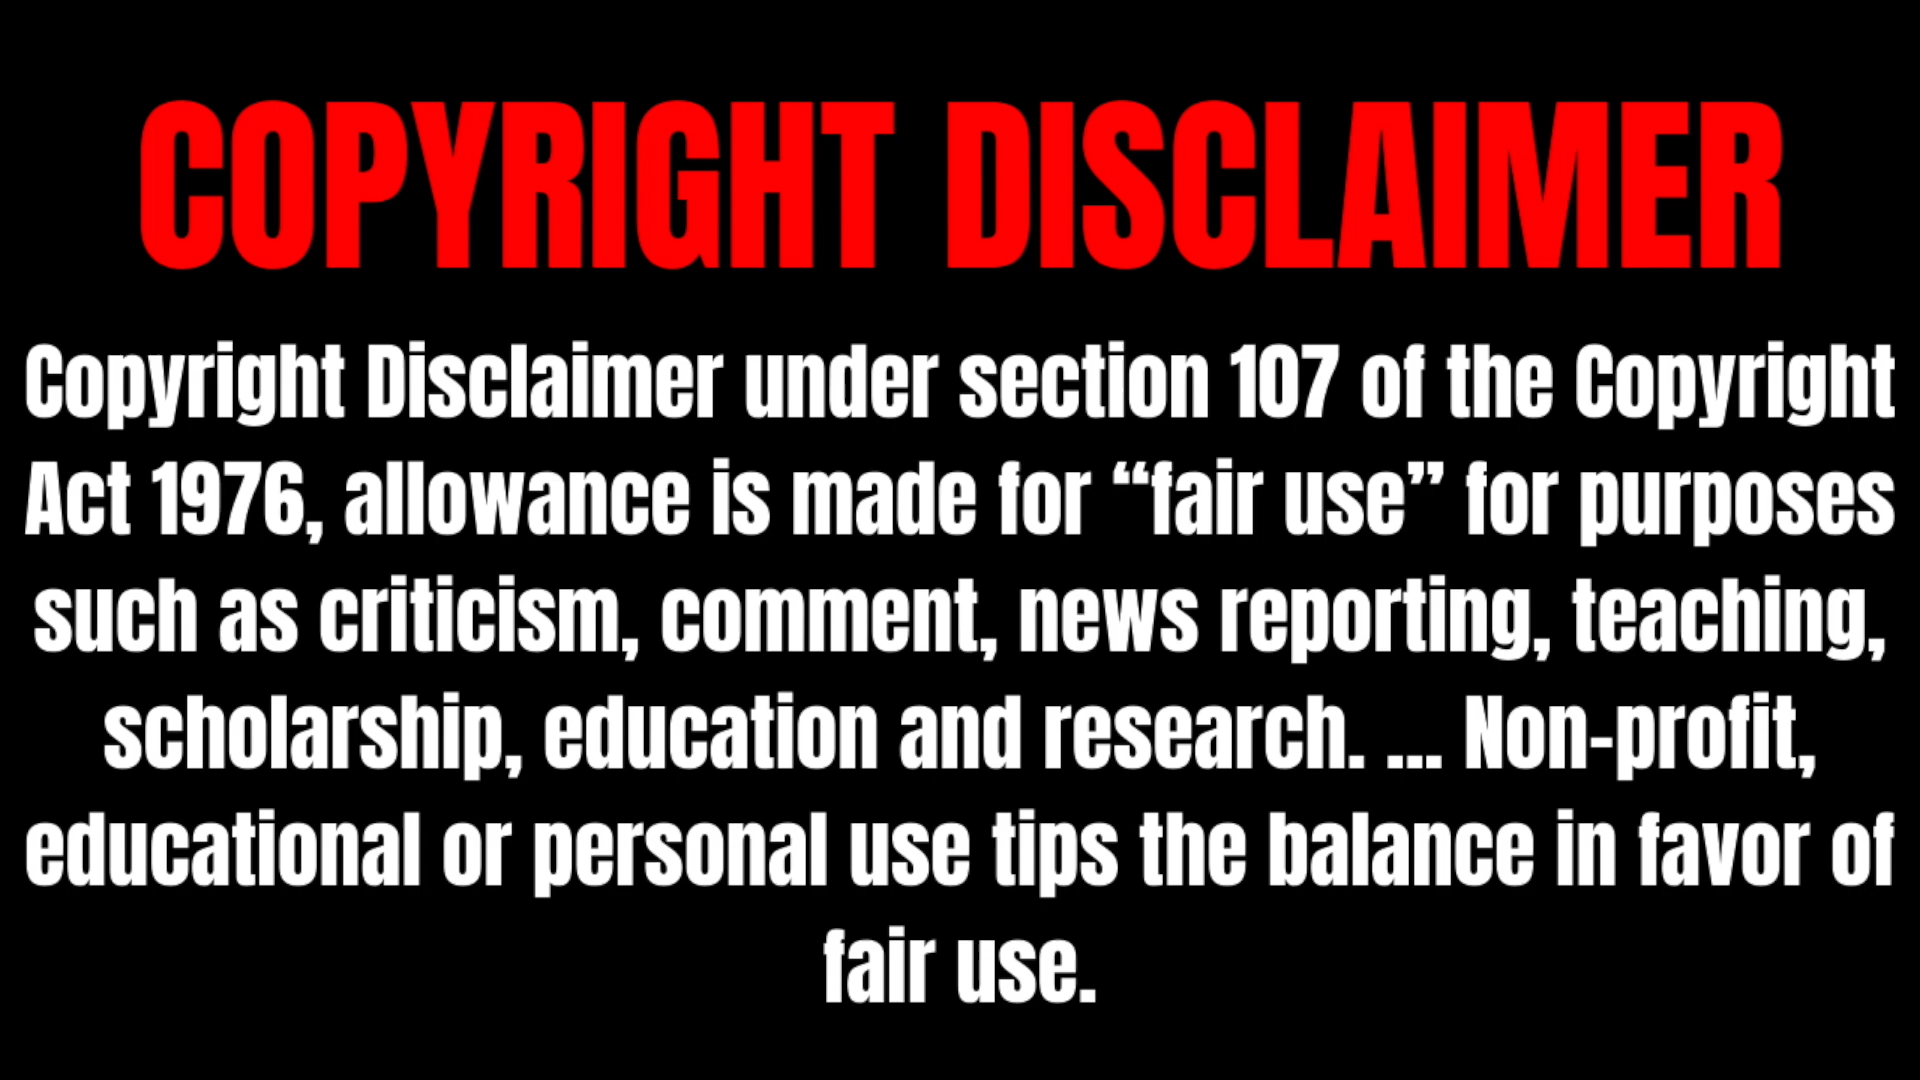 COPYRIGHT DISCLAIMER
Copyright Disclaimer under section 107 of the Copyright
Act 1976, allowance is made for “fair use” for purposes
such as criticism, comment, news reporting, teaching,
scholarship, education and research. ... Non-profit,
educational or personal use tips the balance in favor of
fair use.